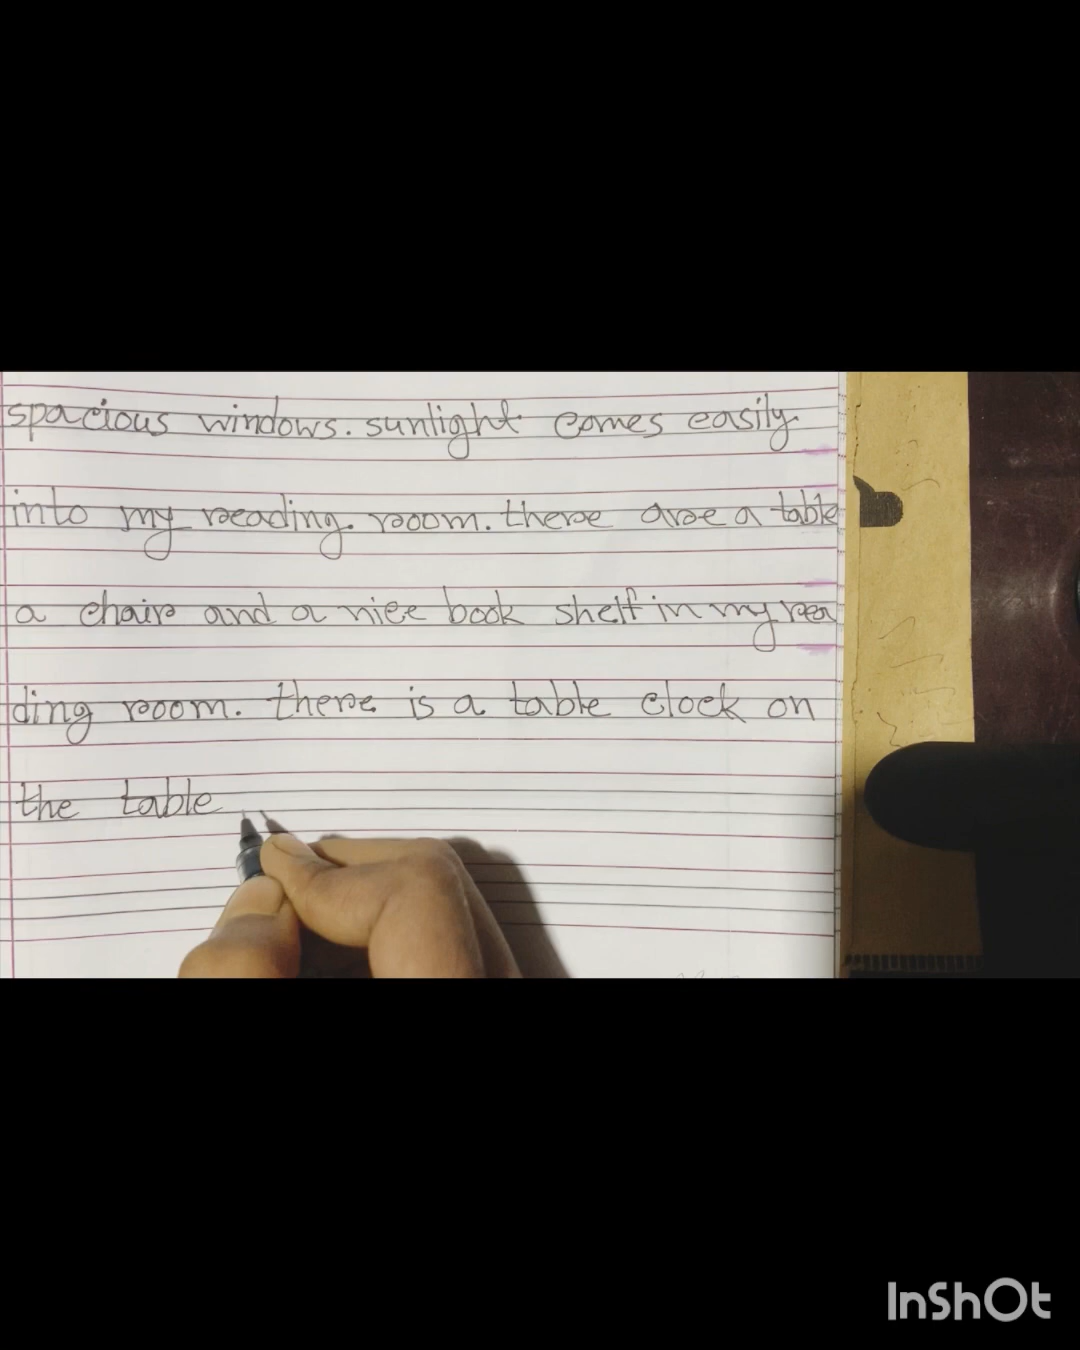 spacious windows. sunlight comes easily
into my reading. room. there are a table
a chair and a nice book shelf in my rea
ding room. there is a table clock on
the table
InShOt